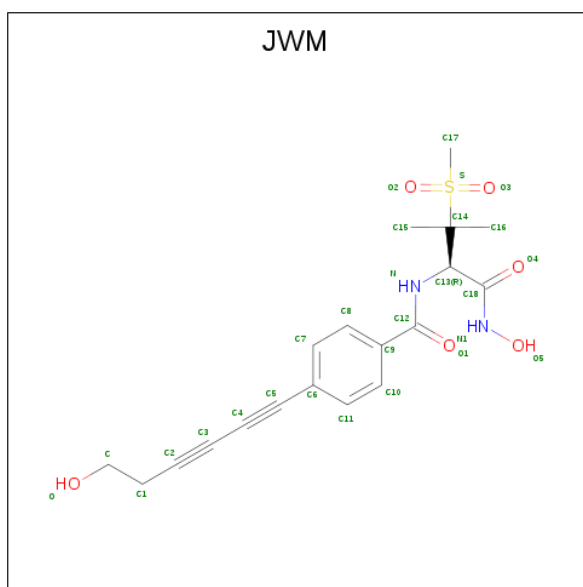 JWM
C17
S
O2 O S O O3
C14
C15 C16
O4
N C13(R) O
HN C18
C8 C12 N1
HN
C7 C9 O OH
O1 O5
C5 C10
C4 C6
C3 C11
C2
C
HO
O C1